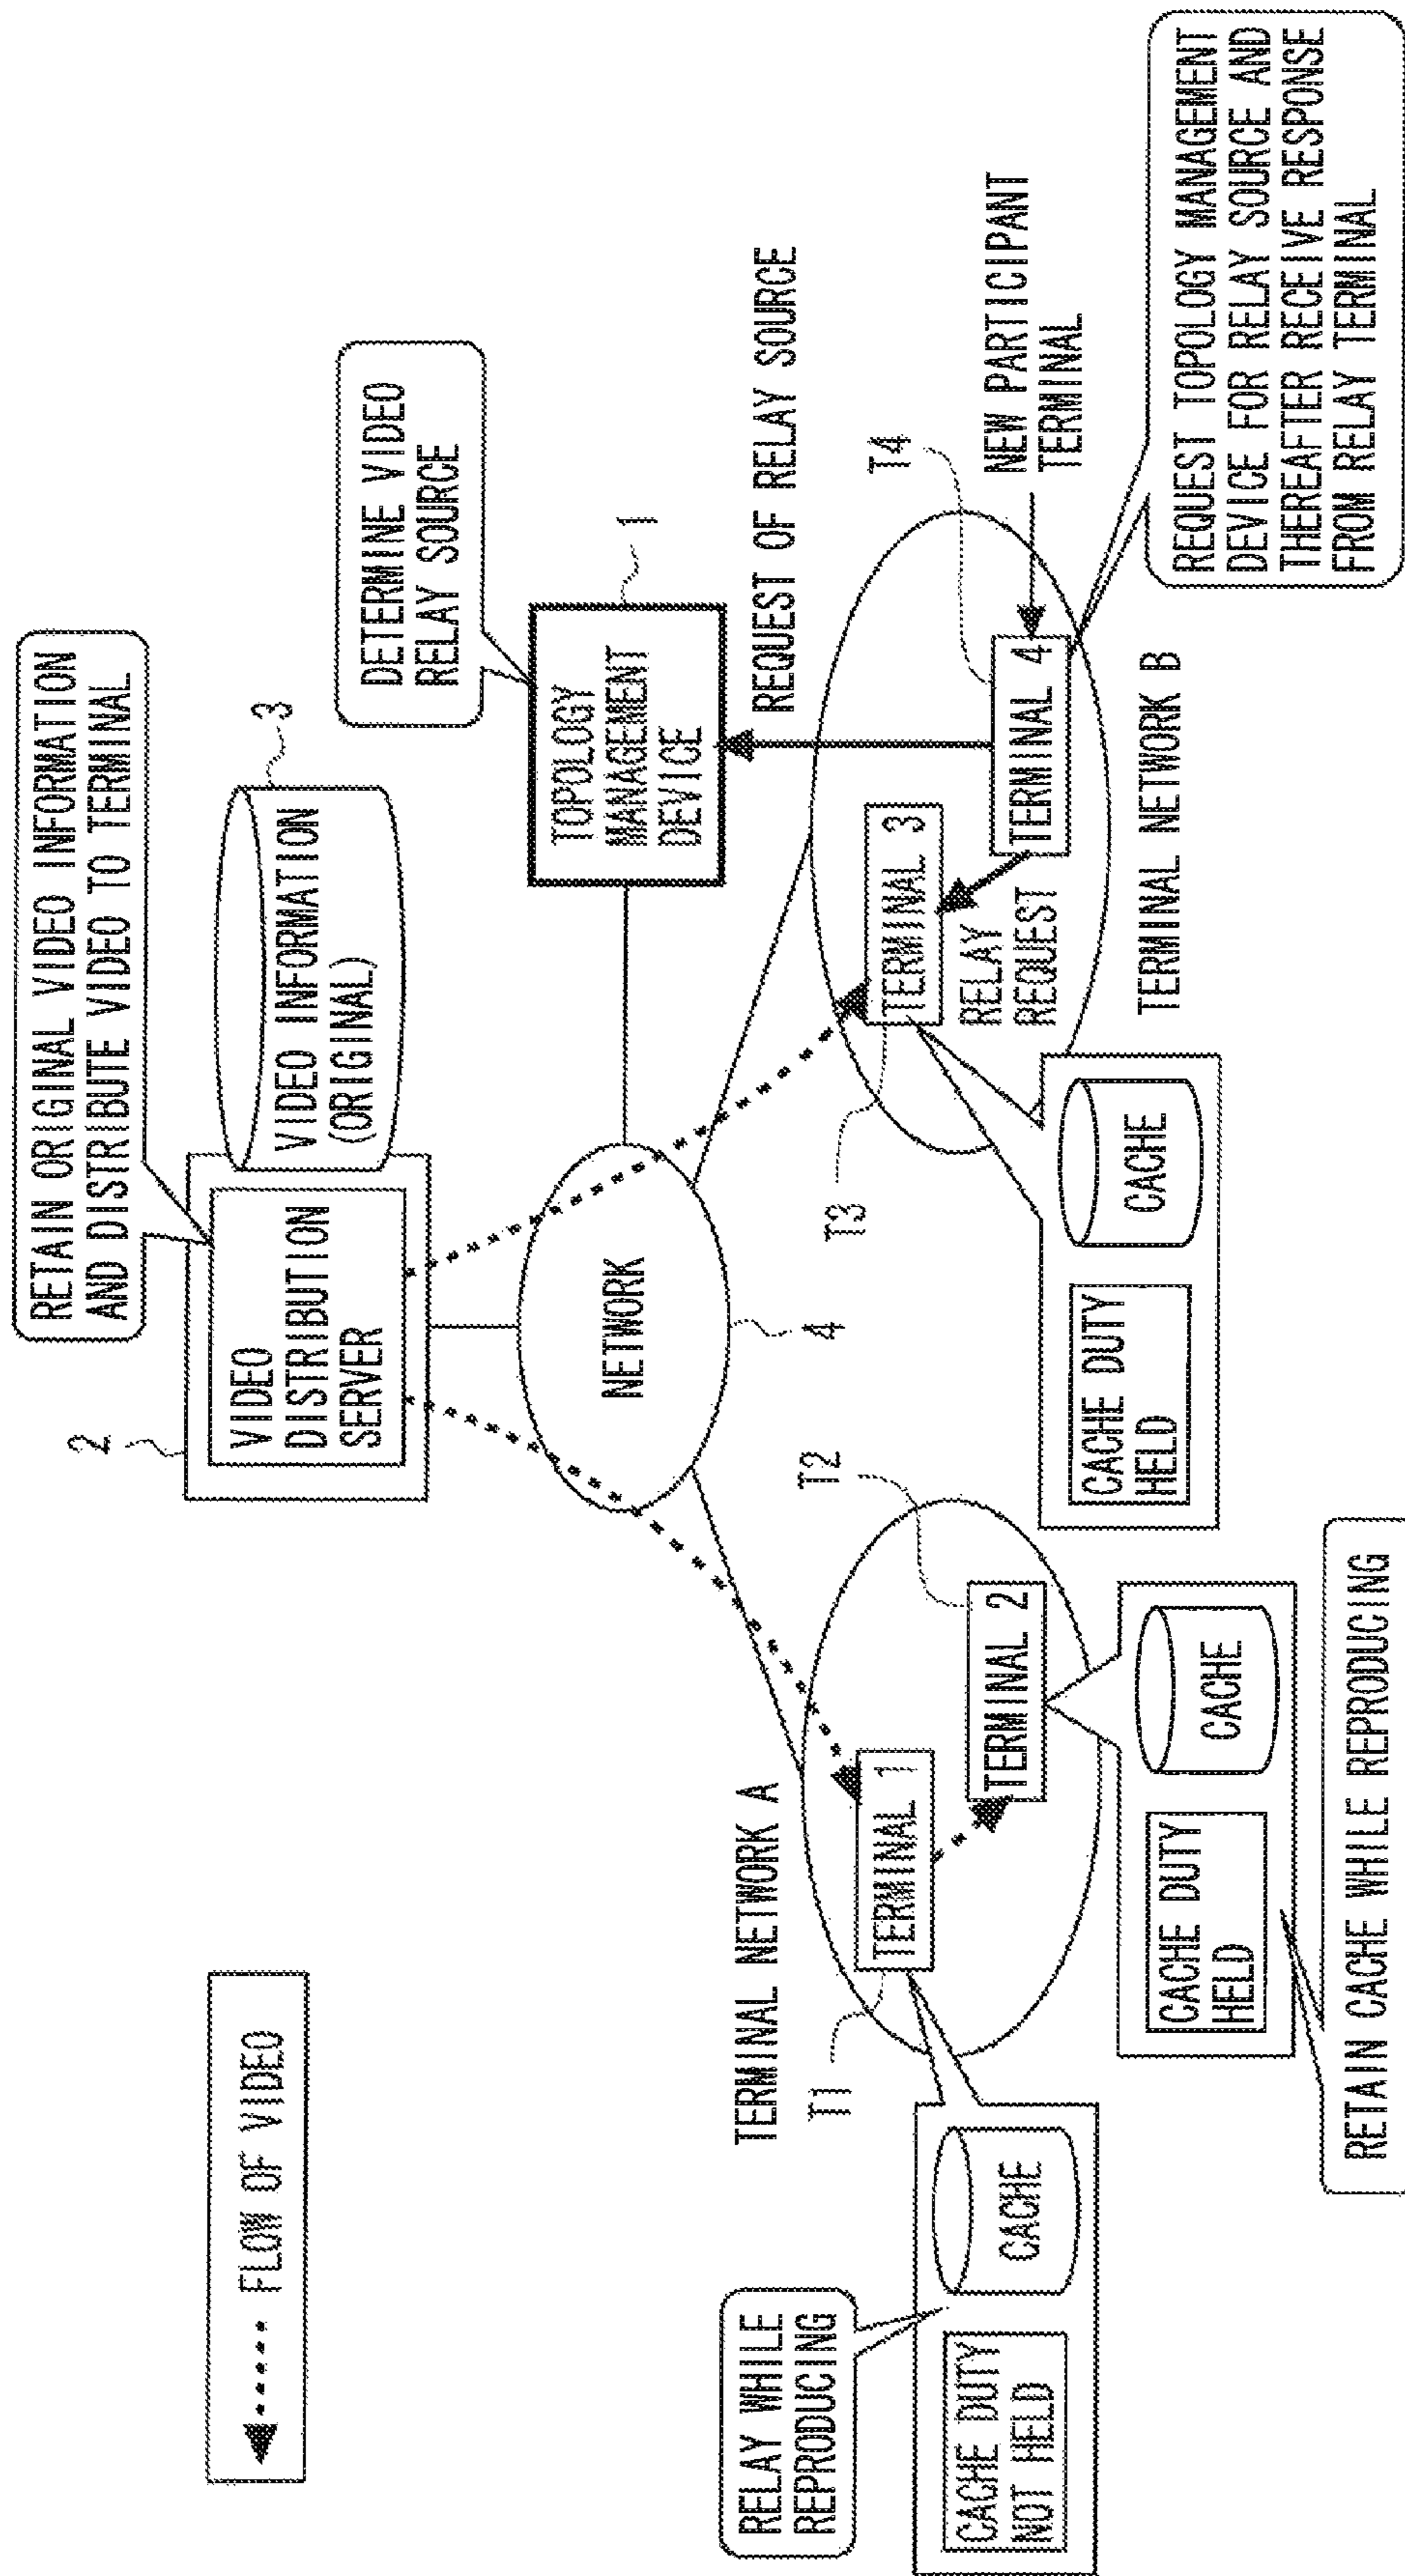 FLOW OF VIDEO
RETAIN ORIGINAL VIDEO INFORMATION
AND DISTRIBUTE VIDEO TO TERMINAL
2
VIDEO
DISTRIBUTION
SERVER
3
VIDEO INFORMATION
(ORIGINAL)
DETERMINE VIDEO
RELAY SOURCE
NETWORK
4
TOPOLOGY
MANAGEMENT
DEVICE
1
REQUEST OF RELAY SOURCE
TERMINAL NETWORK A
T1
TERMINAL 1
T2
TERMINAL 2
RELAY WHILE
REPRODUCING
CACHE DUTY
NOT HELD
CACHE
CACHE DUTY
HELD
CACHE
RETAIN CACHE WHILE REPRODUCING
T3
TERMINAL 3
RELAY
REQUEST
T4
TERMINAL 4
NEW PARTICIPANT
TERMINAL
TERMINAL NETWORK B
CACHE DUTY
HELD
CACHE
REQUEST TOPOLOGY MANAGEMENT
DEVICE FOR RELAY SOURCE AND
THEREAFTER RECEIVE RESPONSE
FROM RELAY TERMINAL